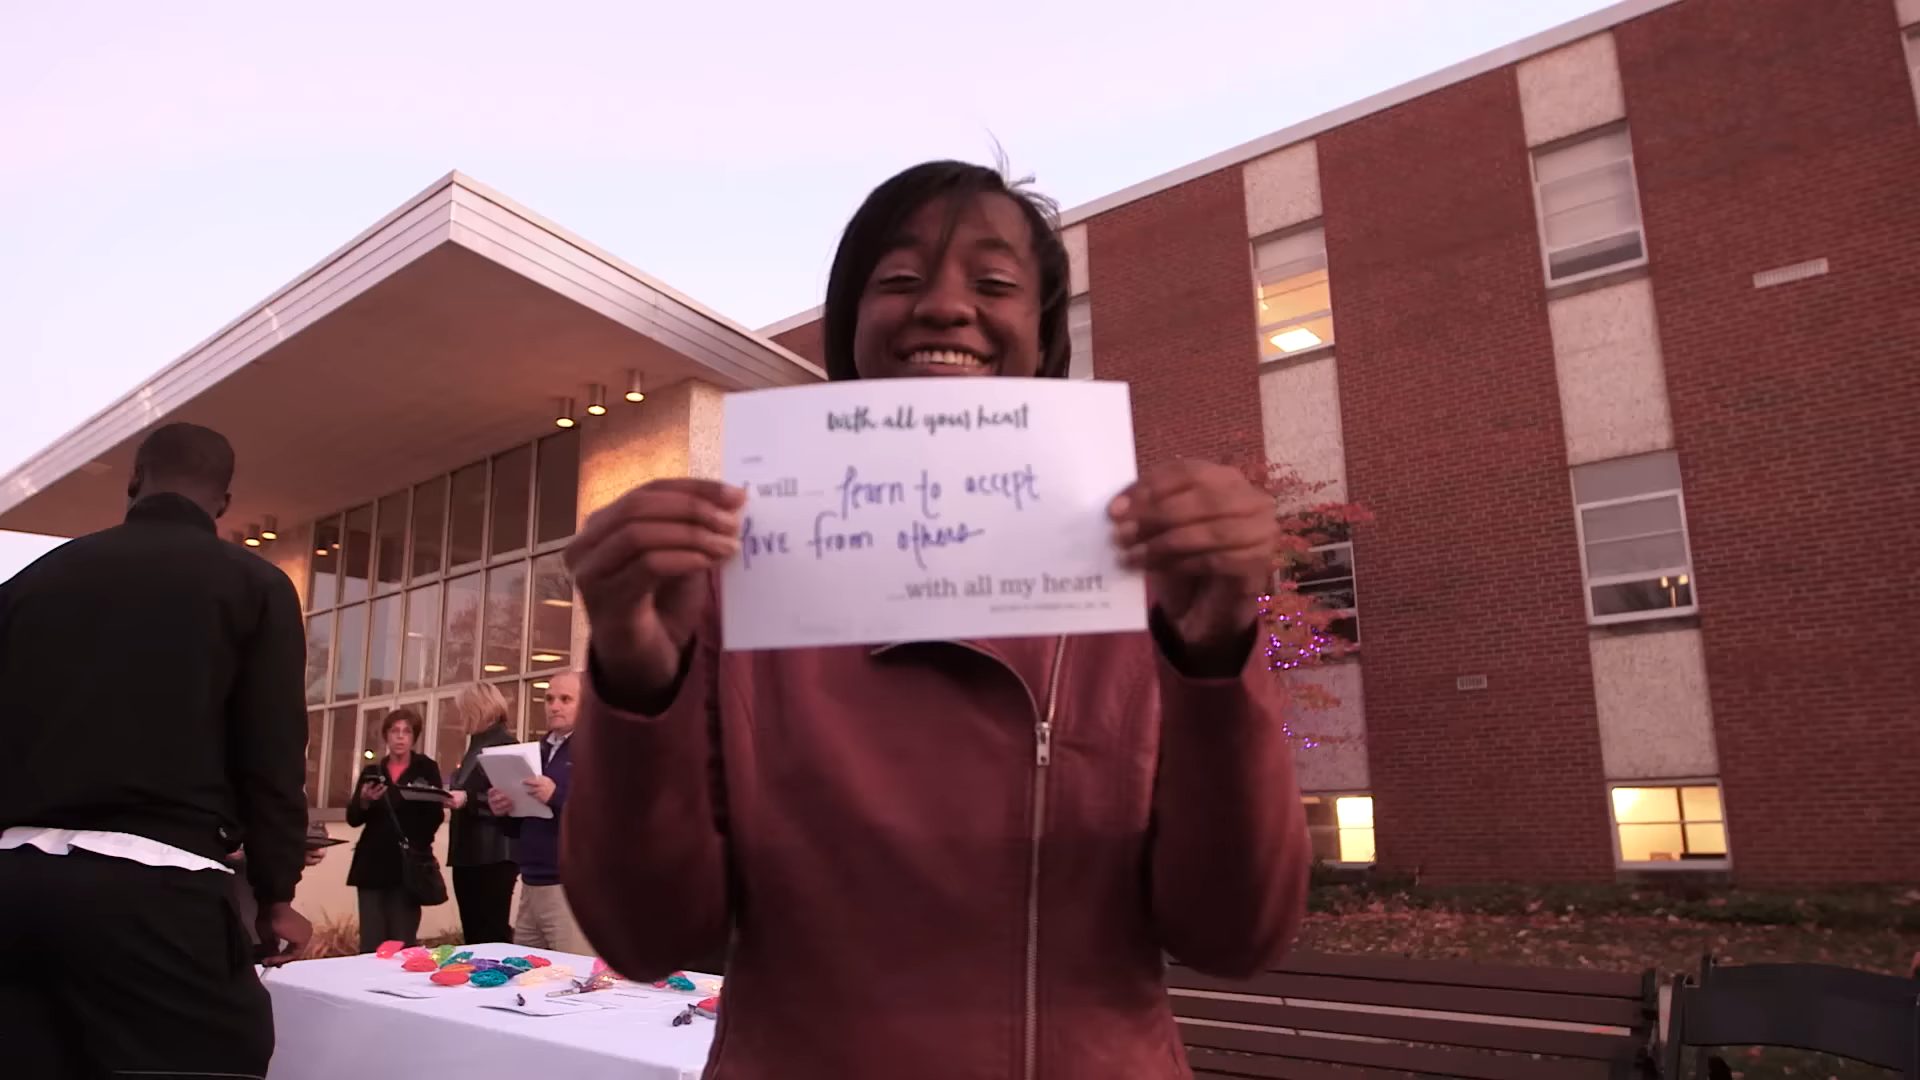 with all your heart
I will ... learn to accept
love from others
...with all my heart.